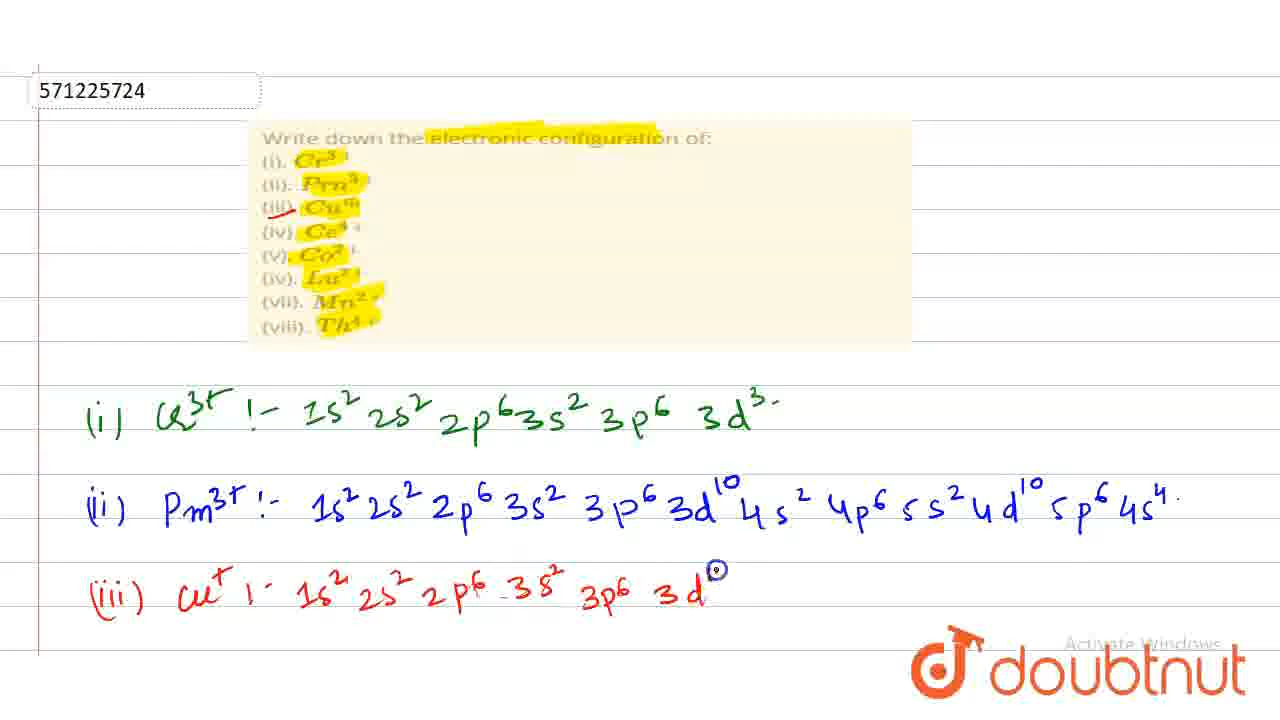 571225724
Write down the electronic configuration of:
(i). Cr³⁺
(ii). Pm³⁺
(iii) Cu⁺
(iv). Ce⁴⁺
(v). Co²⁺
(iv). Lu²⁺
(vii). Mn²⁺
(viii). Th⁴⁺
(i) Cr³⁺ :- 1s² 2s² 2p⁶ 3s² 3p⁶ 3d³.
(ii) Pm³⁺ :- 1s² 2s² 2p⁶ 3s² 3p⁶ 3d¹⁰ 4s² 4p⁶ 5s² 4d¹⁰ 5p⁶ 4s⁴.
(iii) Cu⁺ :- 1s² 2s² 2p⁶ 3s² 3p⁶ 3d¹⁰
Activate Windows
doubtnut